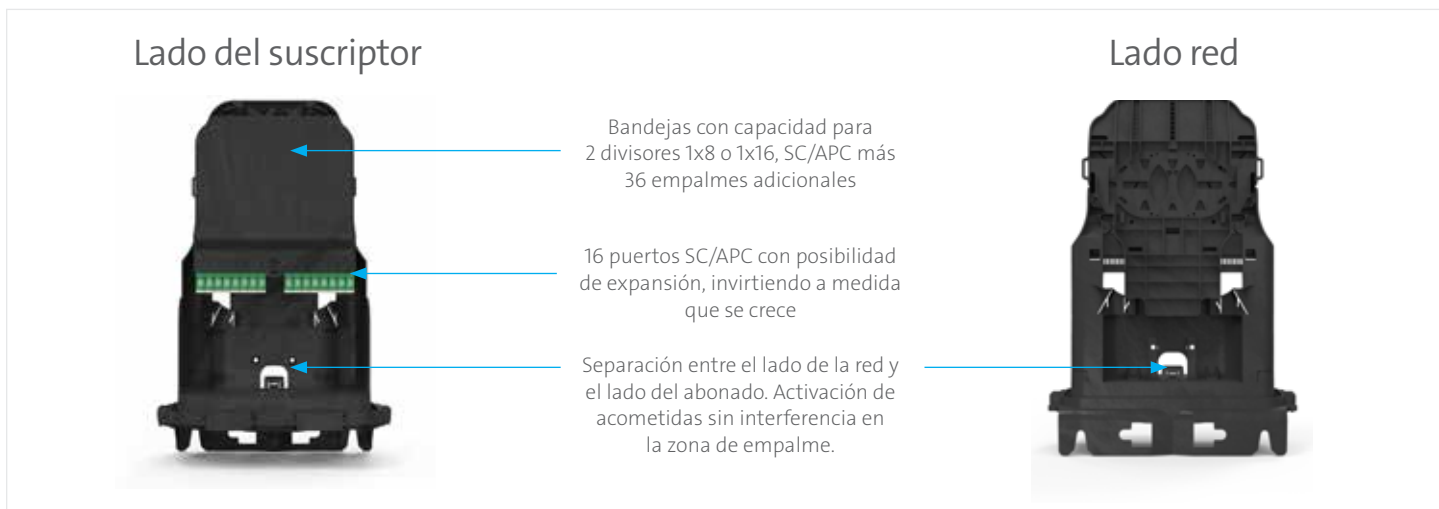 Lado del suscriptor
Lado red
Bandejas con capacidad para
2 divisores 1x8 o 1x16, SC/APC más
36 empalmes adicionales
16 puertos SC/APC con posibilidad
de expansión, invirtiendo a medida
que se crece
Separación entre el lado de la red y
el lado del abonado. Activación de
acometidas sin interferencia en
la zona de empalme.